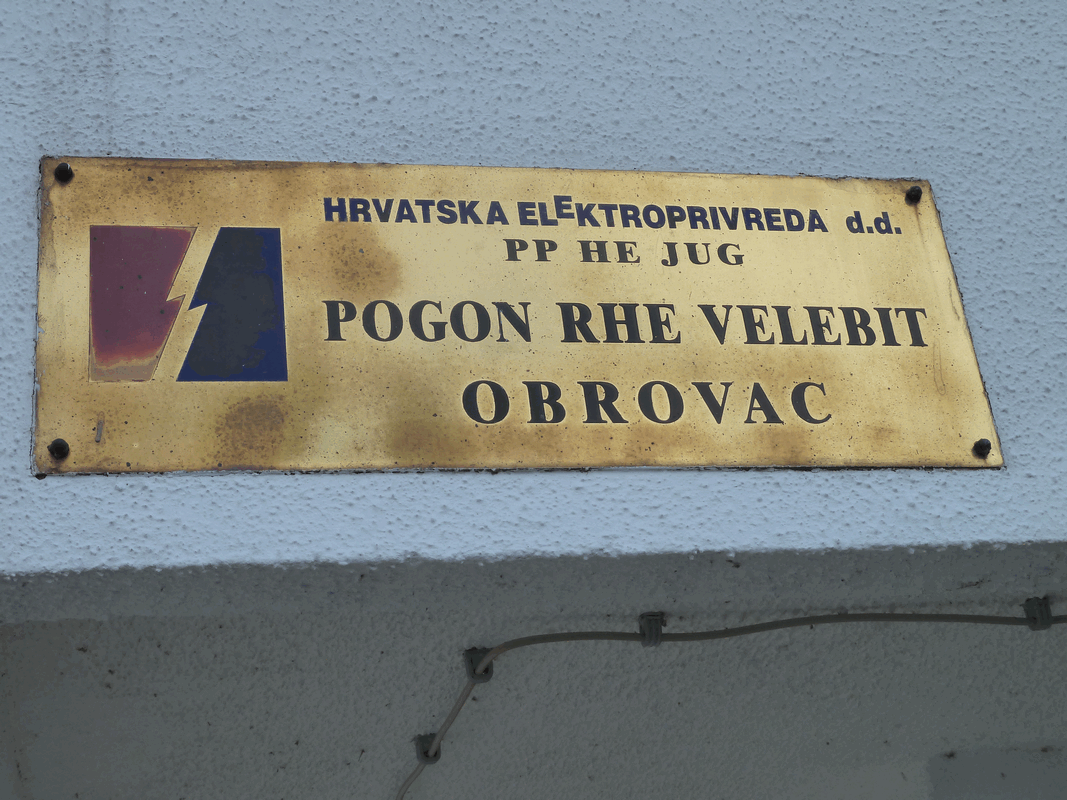 HRVATSKA ELEKTROPRIVREDA d.d.
PP HE JUG
POGON RHE VELEBIT
OBROVAC